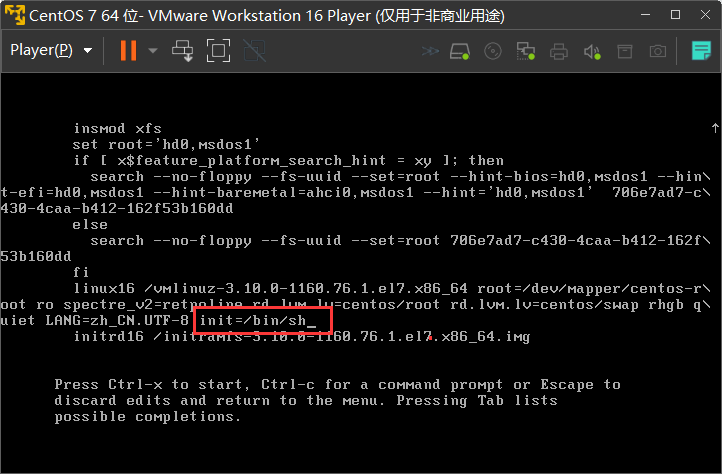 CentOS 7 64 位- VMware Workstation 16 Player (仅用于非商业用途)
Player(P)
insmod xfs
set root='hd0,msdos1'
if [ x$feature_platform_search_hint = xy ]; then
search --no-floppy --fs-uuid --set=root --hint-bios=hd0,msdos1 --hin\
t-efi=hd0,msdos1 --hint-baremetal=ahci0,msdos1 --hint='hd0,msdos1'  706e7ad7-c\
430-4caa-b412-162f53b160dd
else
search --no-floppy --fs-uuid --set=root 706e7ad7-c430-4caa-b412-162f\
53b160dd
fi
linux16 /vmlinuz-3.10.0-1160.76.1.el7.x86_64 root=/dev/mapper/centos-r\
oot ro spectre_v2=retpoline rd.lvm.lv=centos/root rd.lvm.lv=centos/swap rhgb q\
uiet LANG=zh_CN.UTF-8 init=/bin/sh_
initrd16 /initramfs-3.10.0-1160.76.1.el7.x86_64.img
Press Ctrl-x to start, Ctrl-c for a command prompt or Escape to
discard edits and return to the menu. Pressing Tab lists
possible completions.